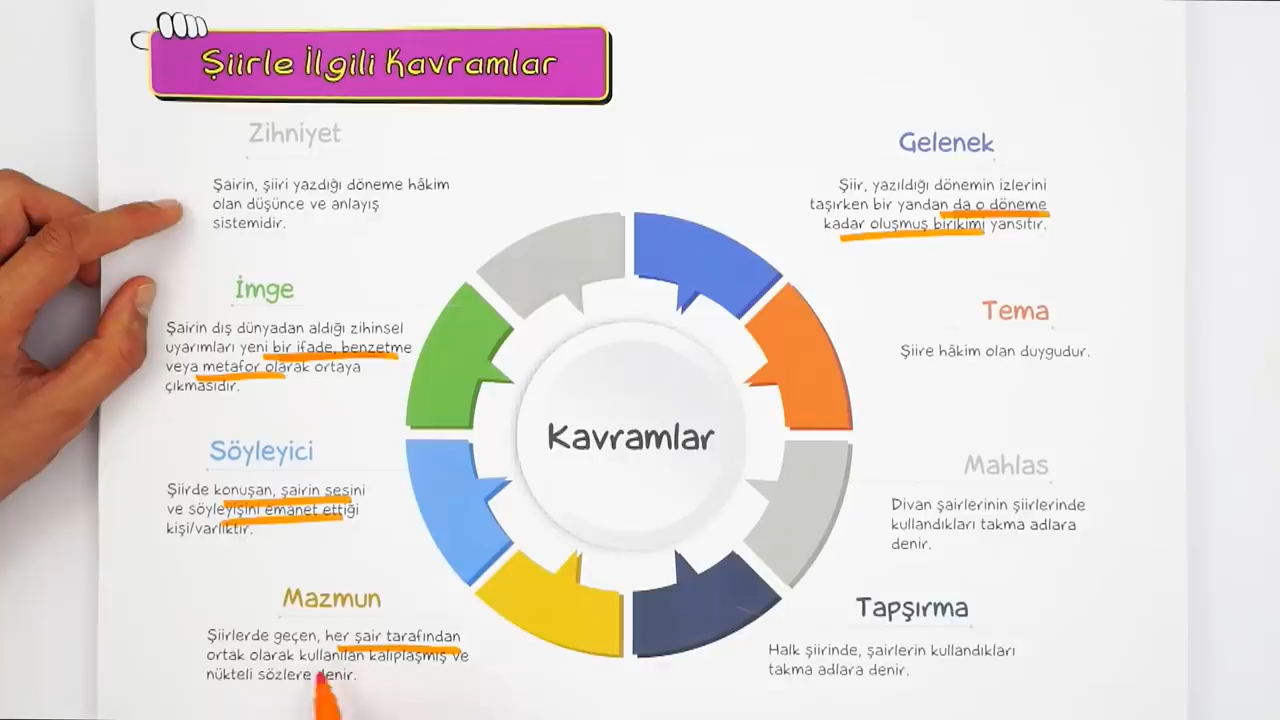 Şiirle İlgili Kavramlar
Zihniyet
Şairin, şiiri yazdığı döneme hâkim
olan düşünce ve anlayış
sistemidir.
İmge
Şairin dış dünyadan aldığı zihinsel
uyarımları yeni bir ifade, benzetme
veya metafor olarak ortaya
çıkmasıdır.
Söyleyici
Şiirde konuşan, şairin sesini
ve söyleyişini emanet ettiği
kişi/varlıktır.
Mazmun
Şiirlerde geçen, her şair tarafından
ortak olarak kullanılan kalıplaşmış ve
nükteli sözlere denir.
Kavramlar
Gelenek
Şiir, yazıldığı dönemin izlerini
taşırken bir yandan da o döneme
kadar oluşmuş birikimi yansıtır.
Tema
Şiire hâkim olan duygudur.
Mahlas
Divan şairlerinin şiirlerinde
kullandıkları takma adlara
denir.
Tapşırma
Halk şiirinde, şairlerin kullandıkları
takma adlara denir.